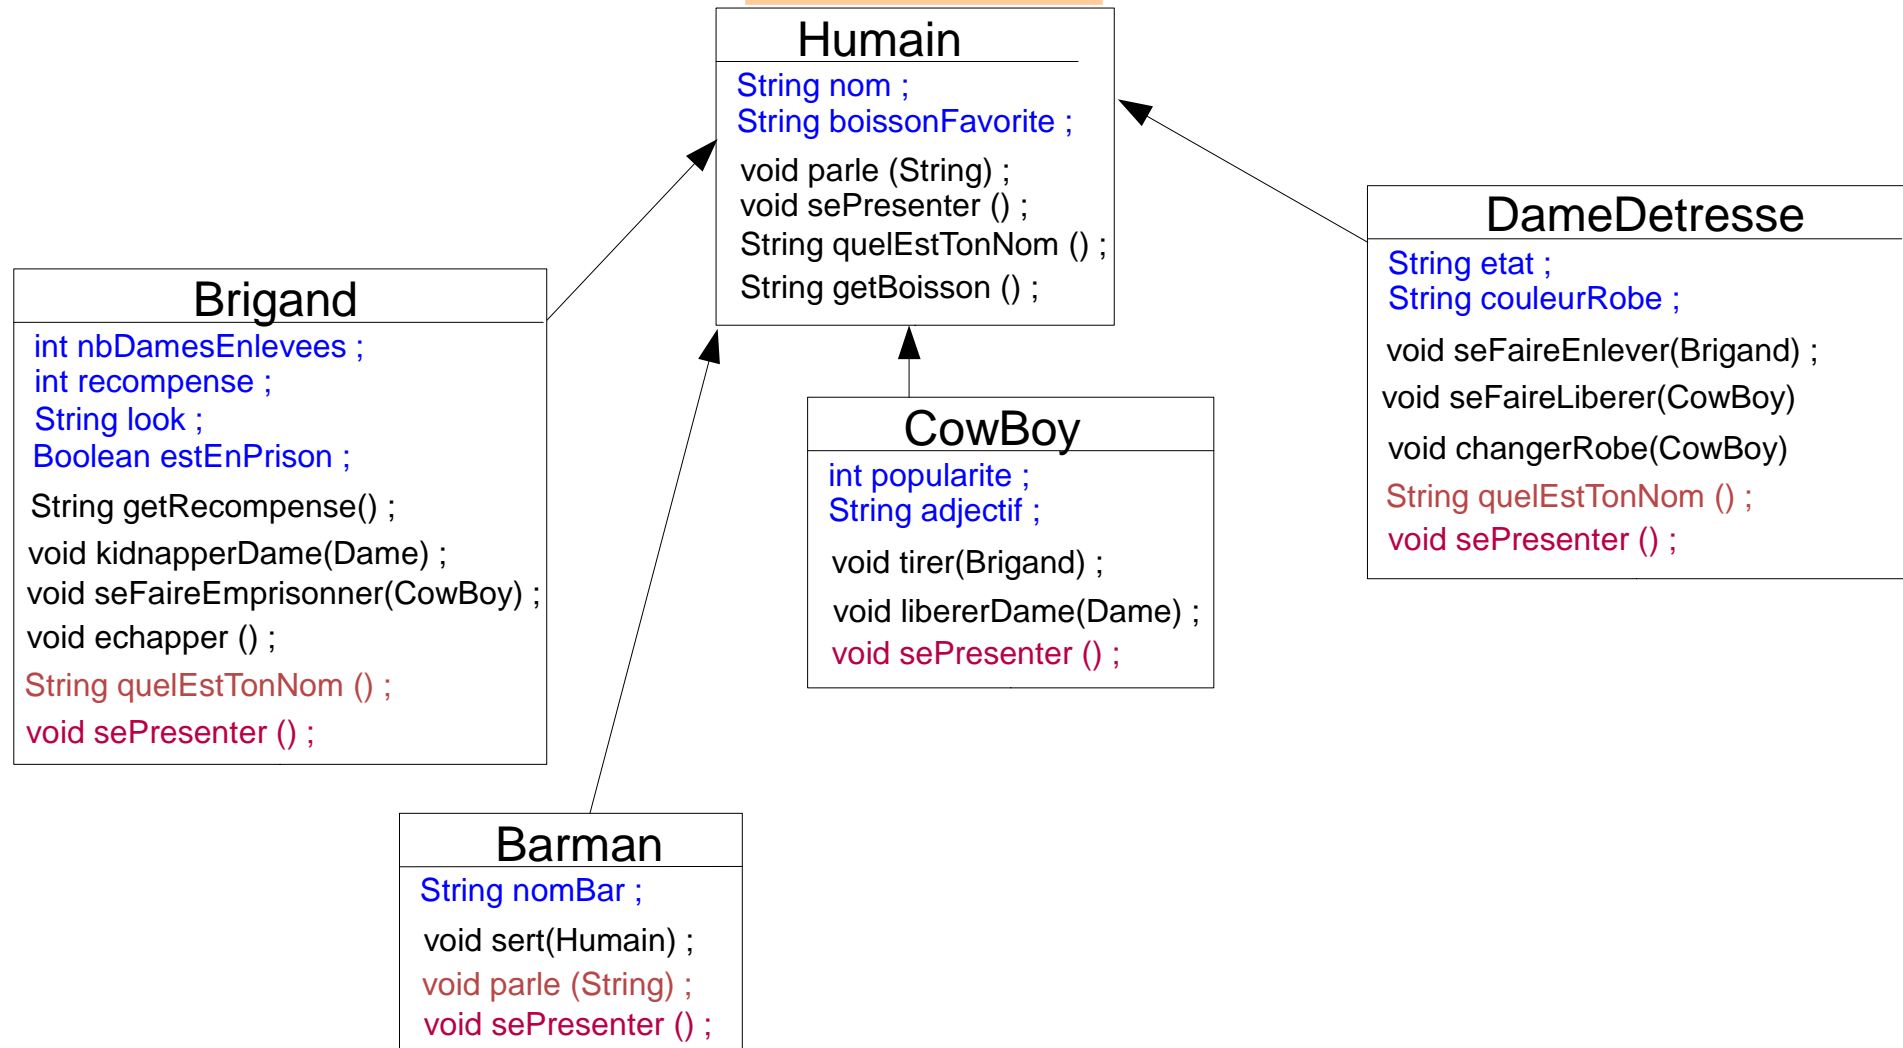 Humain
String nom ;
String boissonFavorite ;
void parle (String) ;
void sePresenter () ;
String quelEstTonNom () ;
String getBoisson () ;
Brigand
int nbDamesEnlevees ;
int recompense ;
String look ;
Boolean estEnPrison ;
String getRecompense() ;
void kidnapperDame(Dame) ;
void seFaireEmprisonner(CowBoy) ;
void echapper () ;
String quelEstTonNom () ;
void sePresenter () ;
CowBoy
int popularite ;
String adjectif ;
void tirer(Brigand) ;
void libererDame(Dame) ;
void sePresenter () ;
DameDetresse
String etat ;
String couleurRobe ;
void seFaireEnlever(Brigand) ;
void seFaireLiberer(CowBoy)
void changerRobe(CowBoy)
String quelEstTonNom () ;
void sePresenter () ;
Barman
String nomBar ;
void sert(Humain) ;
void parle (String) ;
void sePresenter () ;